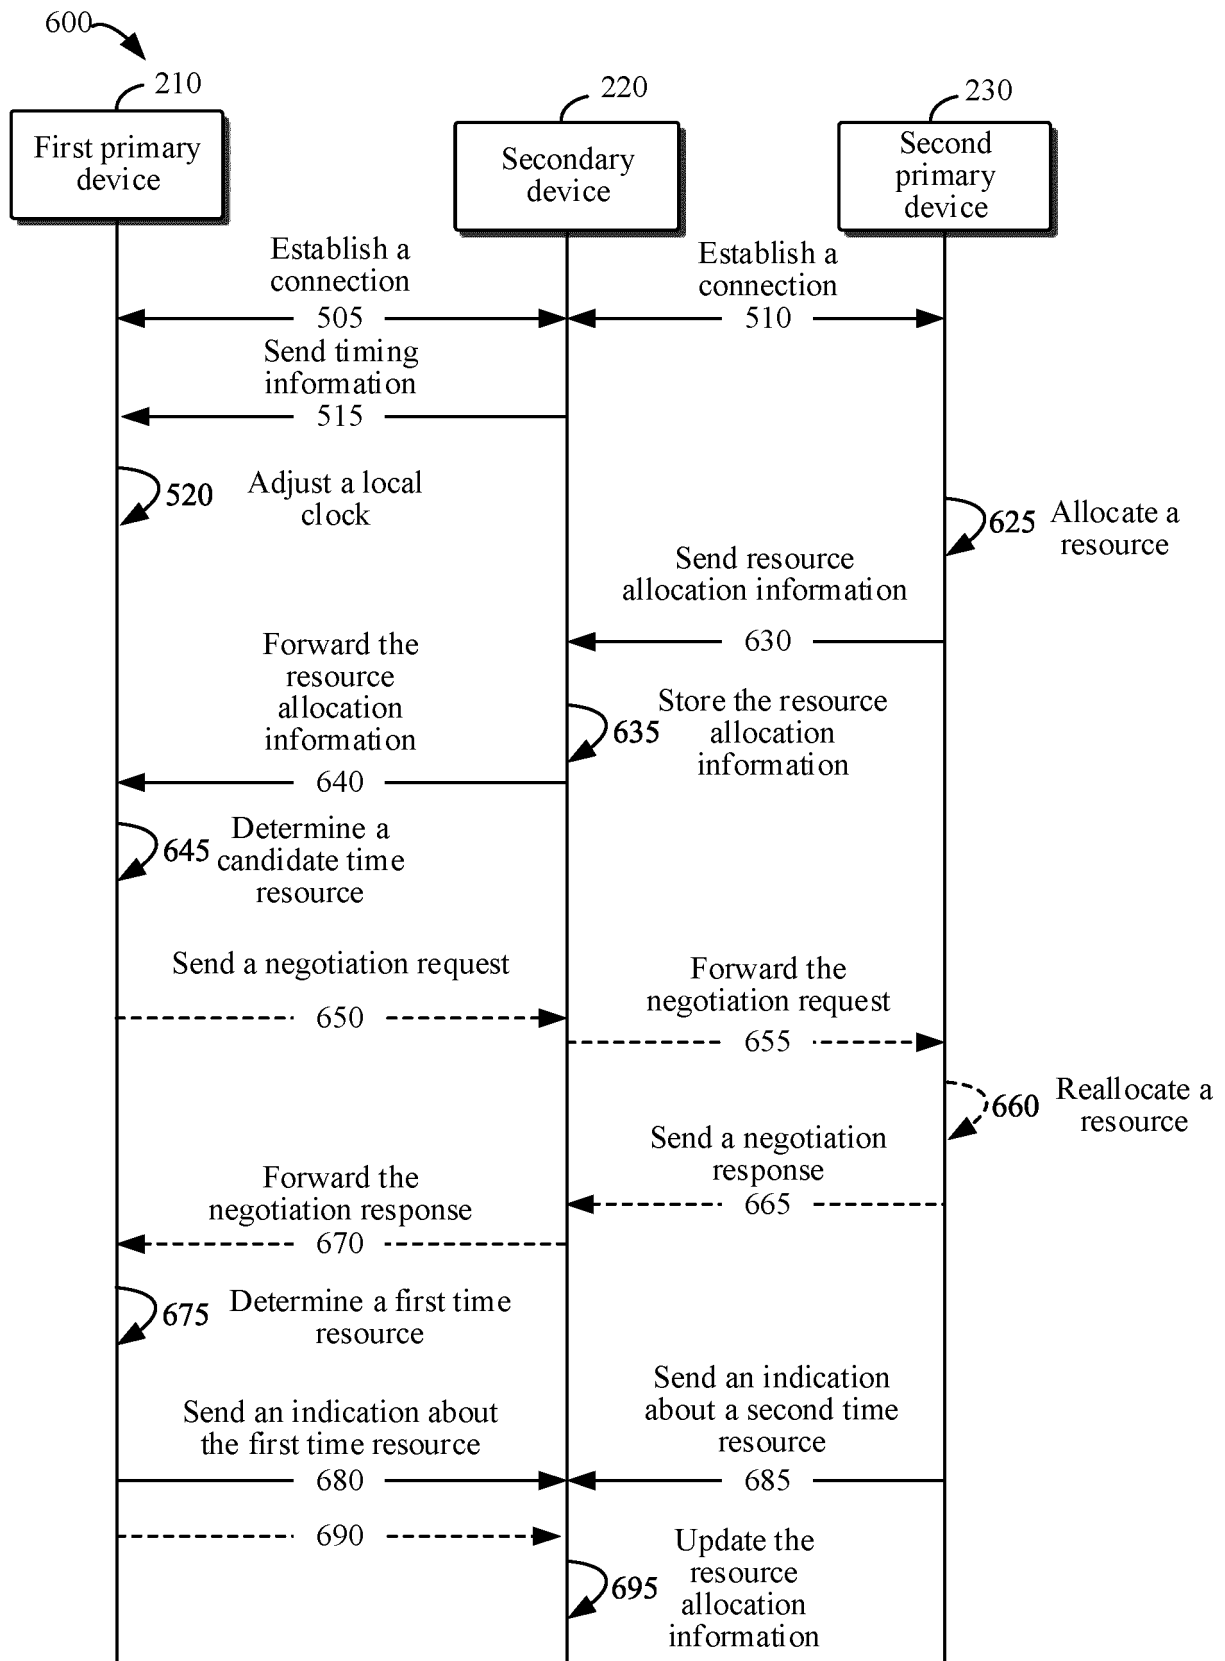 600
210
220
230
First primary
device
Secondary
device
Second
primary
device
Establish a
connection
505
Establish a
connection
510
Send timing
information
515
520
Adjust a local
clock
625
Allocate a
resource
Send resource
allocation information
630
Forward the
resource
allocation
information
640
635
Store the resource
allocation
information
645
Determine a
candidate time
resource
Send a negotiation request
650
Forward the
negotiation request
655
660
Reallocate a
resource
Send a negotiation
response
665
Forward the
negotiation response
670
675
Determine a first time
resource
Send an indication about
the first time resource
680
Send an indication
about a second time
resource
685
690
695
Update the
resource
allocation
information